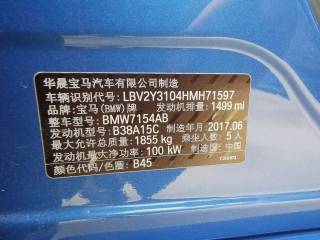 华晨宝马汽车有限公司制造
车辆识别代号: LBV2Y3104HMH71597
品牌: 宝马(BMW)牌 发动机排量: 1499 ml
整车型号: BMW7154AB
发动机型号: B38A15C 制造年月: 2017.06
最大允许总质量: 1855 kg 乘坐人数: 5 人
发动机最大净功率: 100 kW 制造国: 中国
颜色代码/色圈: B45